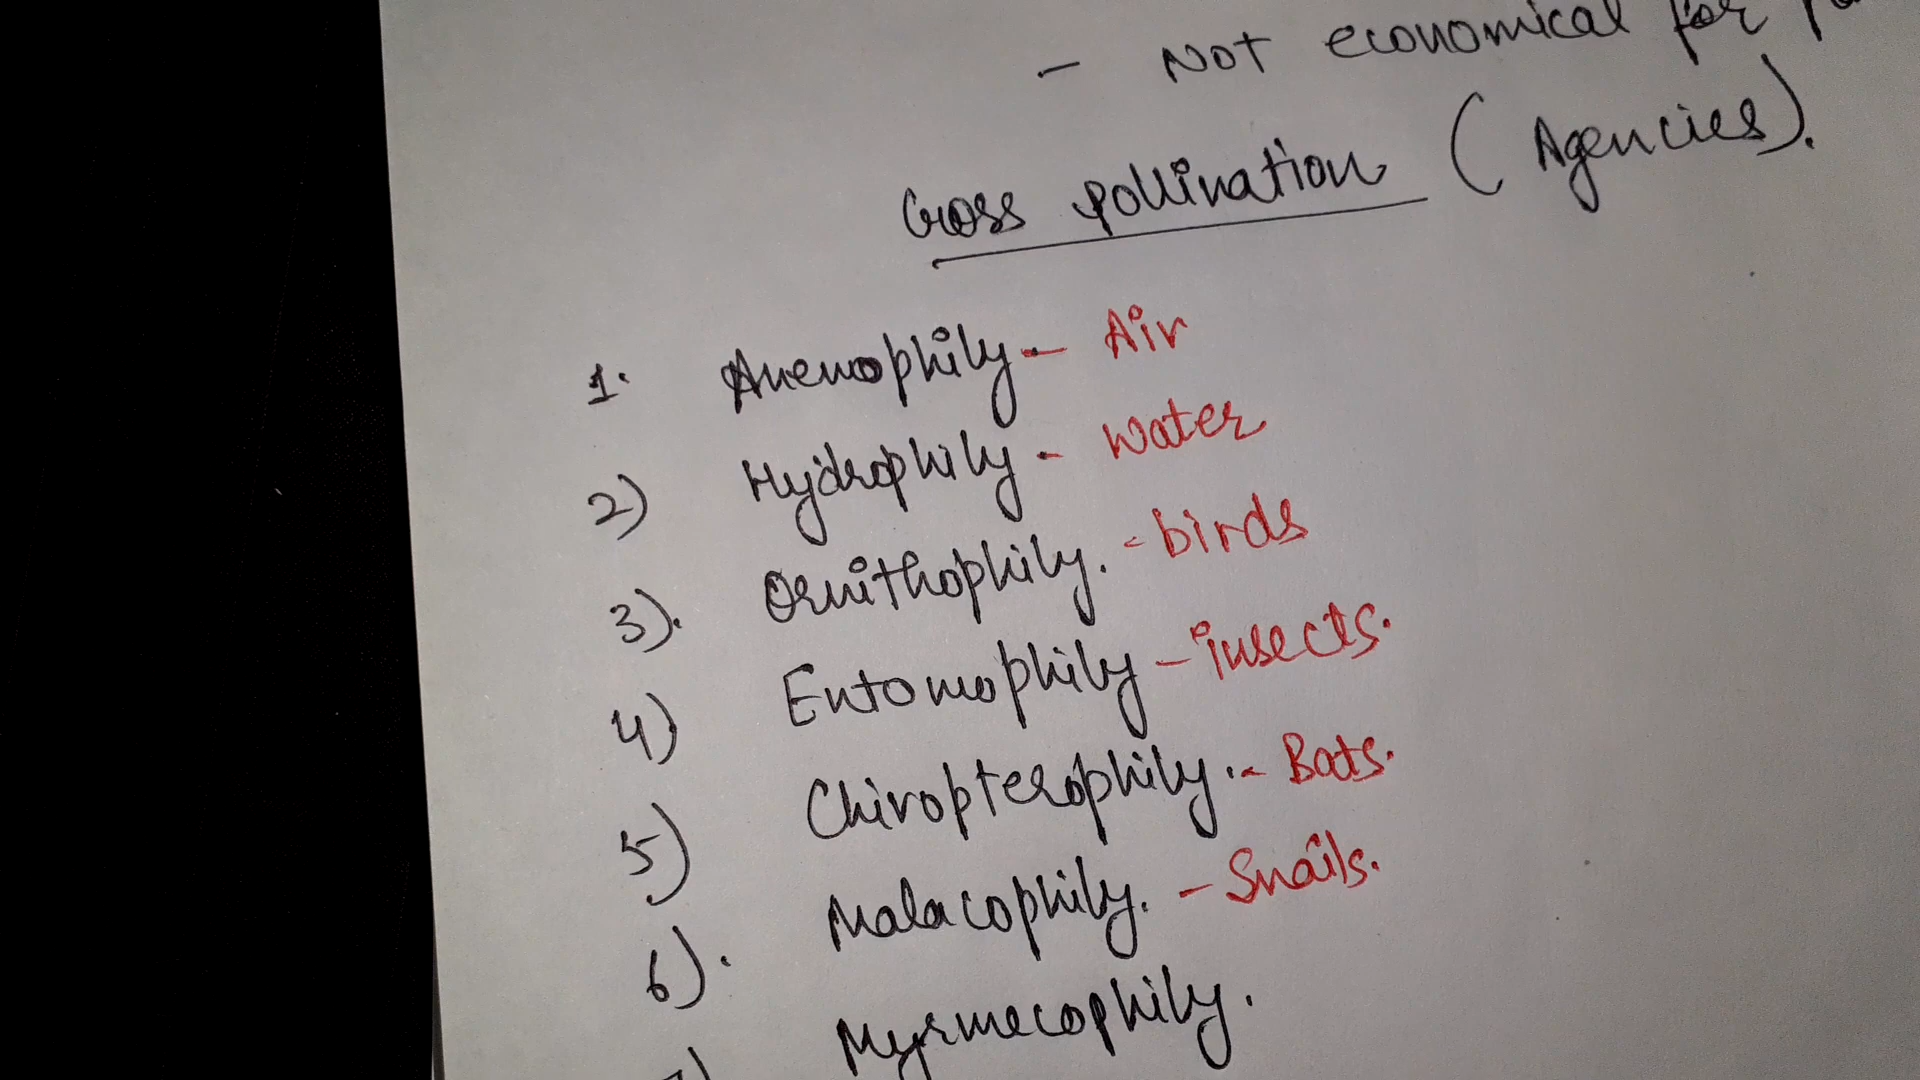 - Not economical for
Cross pollination (Agencies).
1. Anemophily - Air
2) Hydrophily - Water
3). Ornithophily. - birds
4) Entomophily - insects.
5) Chiropterophily. - Bats.
6). Malacophily. - Snails.
Myrmecophily.